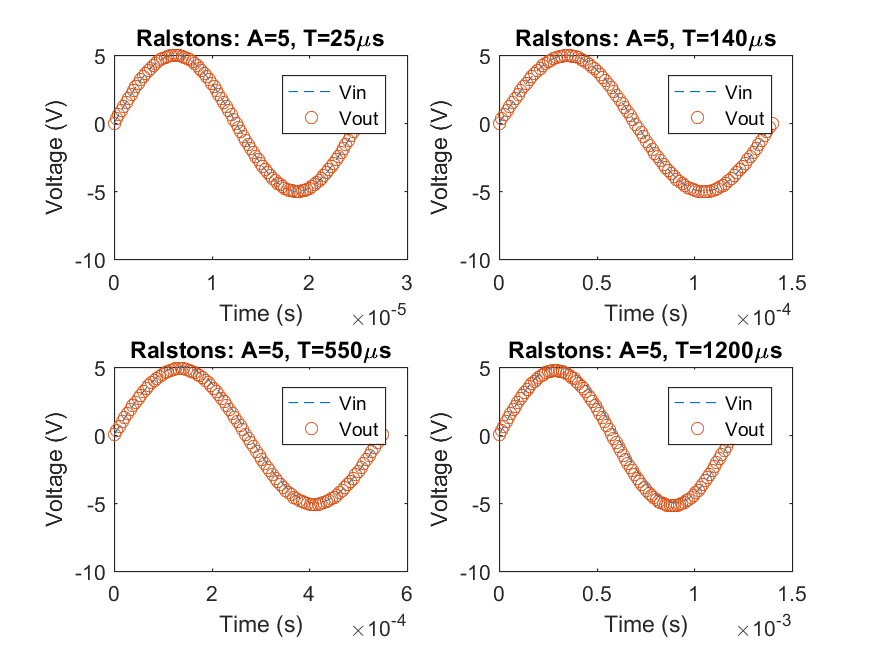 Ralstons: A=5, T=25μs
Voltage (V)
5
0
-5
-10
Vin
Vout
0 1 2 3
Time (s)
×10^-5
Ralstons: A=5, T=140μs
Voltage (V)
5
0
-5
-10
Vin
Vout
0 0.5 1 1.5
Time (s)
×10^-4
Ralstons: A=5, T=550μs
Voltage (V)
5
0
-5
-10
Vin
Vout
0 2 4 6
Time (s)
×10^-4
Ralstons: A=5, T=1200μs
Voltage (V)
5
0
-5
-10
Vin
Vout
0 0.5 1 1.5
Time (s)
×10^-3